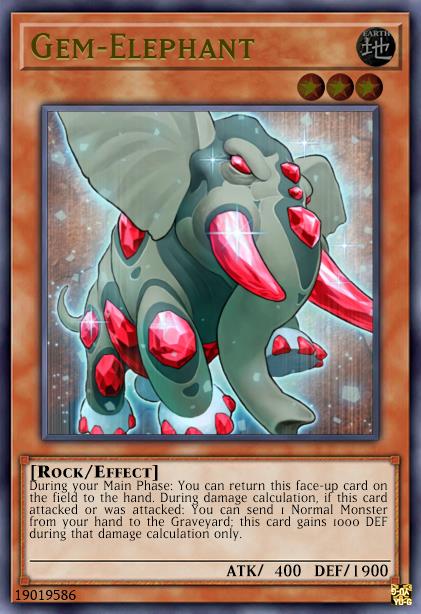 Gem-Elephant
EARTH
地
[Rock/Effect]
During your Main Phase: You can return this face-up card on
the field to the hand. During damage calculation, if this card
attacked or was attacked: You can send 1 Normal Monster
from your hand to the Graveyard; this card gains 1000 DEF
during that damage calculation only.
ATK/ 400 DEF/1900
19019586